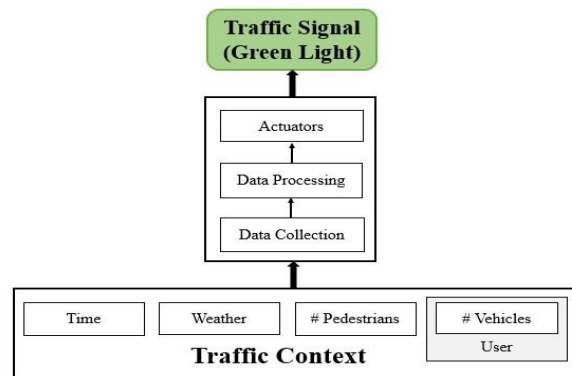 Traffic Signal
(Green Light)
Actuators
Data Processing
Data Collection
Time
Weather
# Pedestrians
# Vehicles
User
Traffic Context